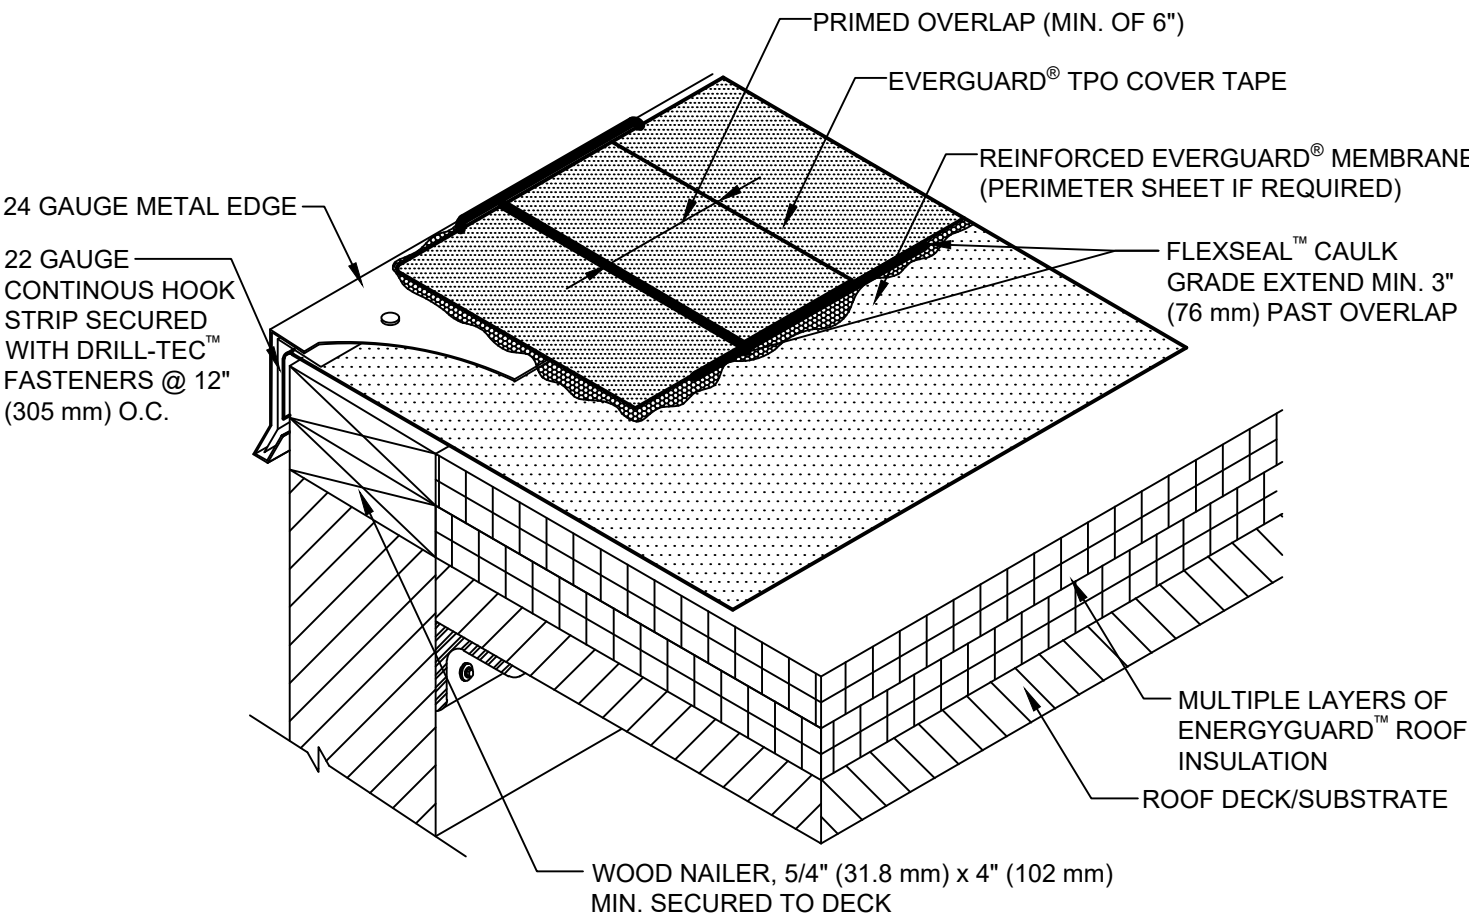 PRIMED OVERLAP (MIN. OF 6")
EVERGUARD® TPO COVER TAPE
REINFORCED EVERGUARD® MEMBRANE
(PERIMETER SHEET IF REQUIRED)
24 GAUGE METAL EDGE
22 GAUGE
CONTINOUS HOOK
STRIP SECURED
WITH DRILL-TEC™
FASTENERS @ 12"
(305 mm) O.C.
FLEXSEAL™ CAULK
GRADE EXTEND MIN. 3"
(76 mm) PAST OVERLAP
MULTIPLE LAYERS OF
ENERGYGUARD™ ROOF
INSULATION
ROOF DECK/SUBSTRATE
WOOD NAILER, 5/4" (31.8 mm) x 4" (102 mm)
MIN. SECURED TO DECK